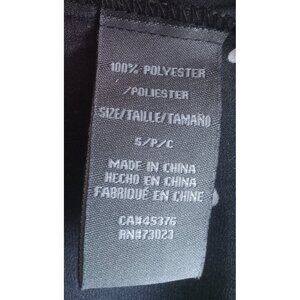 100% POLYESTER
/POLIESTER
SIZE/TAILLE/TAMAÑO
S/P/C
MADE IN CHINA
HECHO EN CHINA
FABRIQUÉ EN CHINE
CA#45376
RN#73023